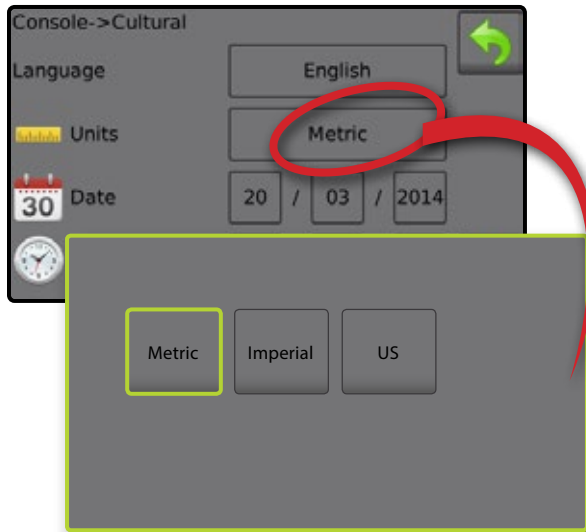 Console->Cultural
Language English
Units Metric
30 Date 20 / 03 / 2014
Metric Imperial US